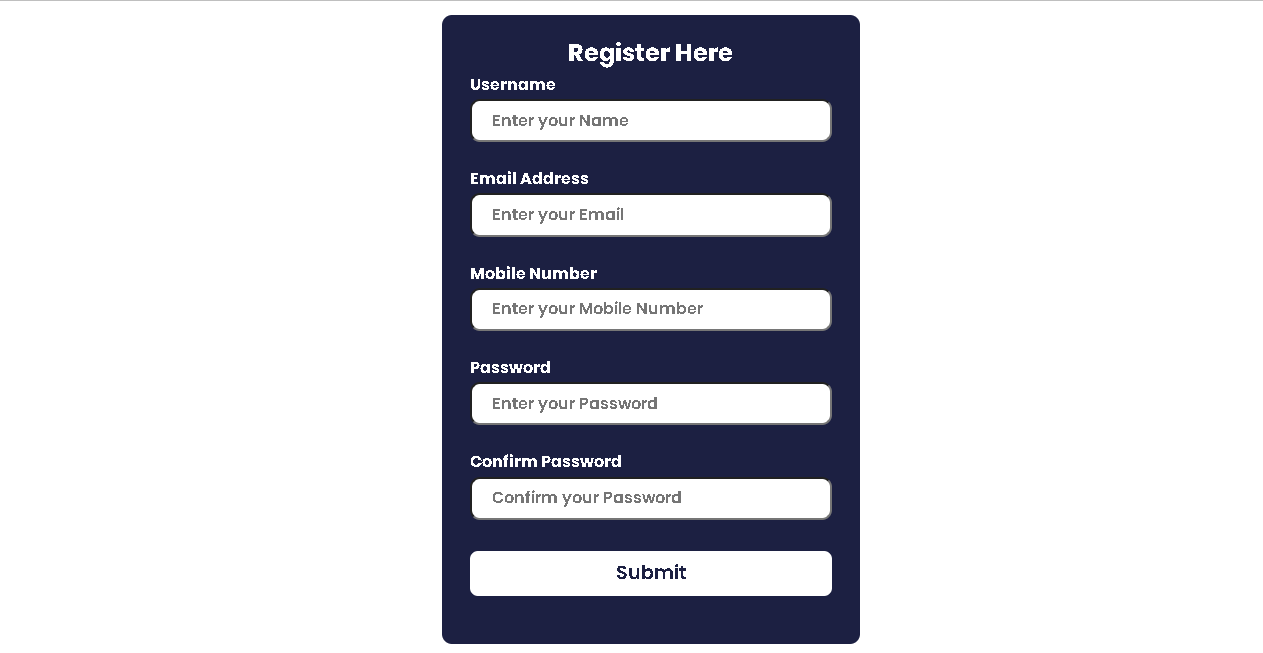 Register Here
Username
Enter your Name
Email Address
Enter your Email
Mobile Number
Enter your Mobile Number
Password
Enter your Password
Confirm Password
Confirm your Password
Submit